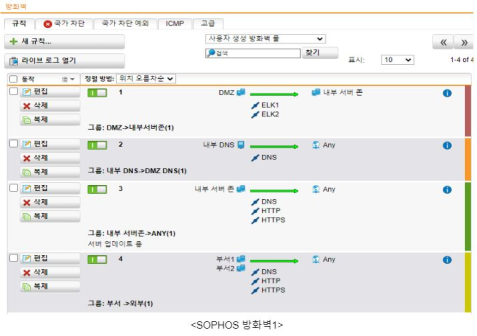 방화벽
규칙 국가 차단 국가 차단 예외 ICMP 고급
+ 새 규칙... 사용자 생성 방화벽 룰 « »
라이브 로그 열기 검색 찾기 표시: 10 1-4 of 4
동작 정렬 방법: 위치 오름차순
편집 1 DMZ 내부 서버 존
삭제 ELK1
복제 ELK2
그룹: DMZ->내부서버존(1)
편집 2 내부 DNS Any
삭제 DNS
복제
그룹: 내부 DNS->DMZ DNS(1)
편집 3 내부 서버 존 Any
삭제 DNS
복제 HTTP
HTTPS
그룹: 내부 서버존->ANY(1)
서버 업데이트 용
편집 4 부서1 Any
삭제 부서2 DNS
복제 HTTP
HTTPS
그룹: 부서 ->외부(1)
<SOPHOS 방화벽1>